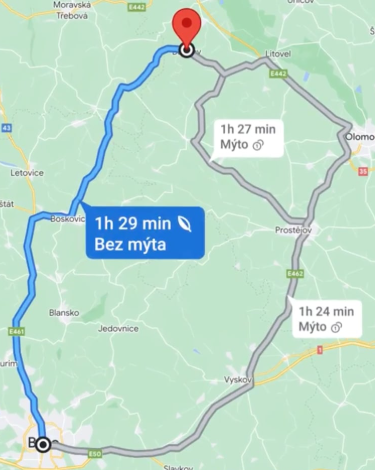 Moravská
Třebová
E442
Litovel
E442
1h 27 min
Mýto
43
35
Letovice
Boskovic
1h 29 min
Bez mýta
Prostějov
E462
1h 24 min
Mýto
Blansko
Jedovnice
E461
1
Vyškov
E50
Slavkov